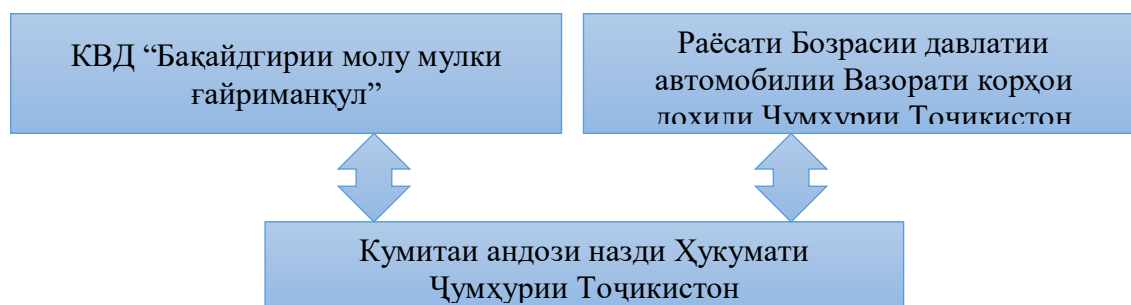 КВД “Бақайдгирии молу мулки
ғайриманқул”
Раёсати Бозрасии давлатии
автомобилии Вазорати корҳои
дохили Ҷумҳурии Тоҷикистон
Кумитаи андози назди Ҳукумати
Ҷумҳурии Тоҷикистон